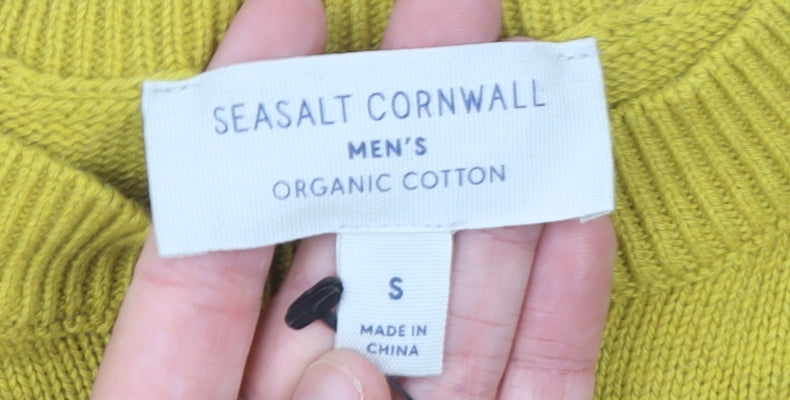 SEASALT CORNWALL
MEN'S
ORGANIC COTTON
S
MADE IN
CHINA